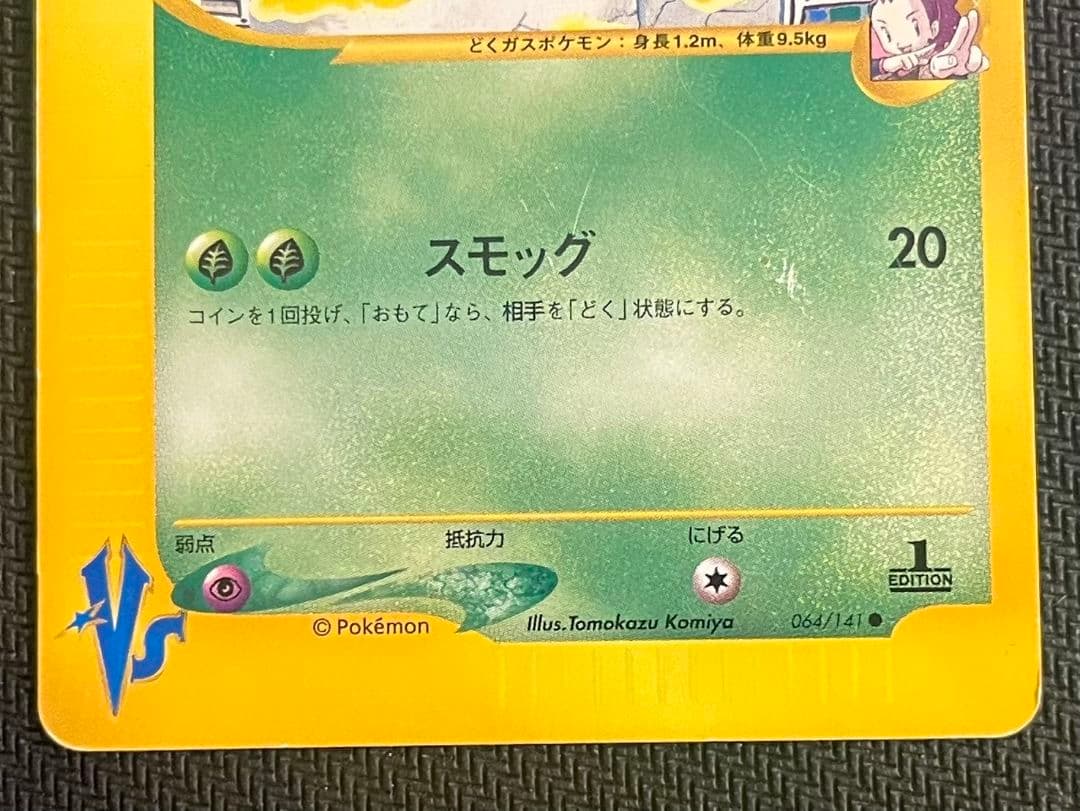 どくガスポケモン：身長1.2m、体重9.5kg
スモッグ 20
コインを1回投げ、「おもて」なら、相手を「どく」状態にする。
弱点 抵抗力 にげる
1
EDITION
VS
© Pokémon Illus.Tomokazu Komiya 064/141●